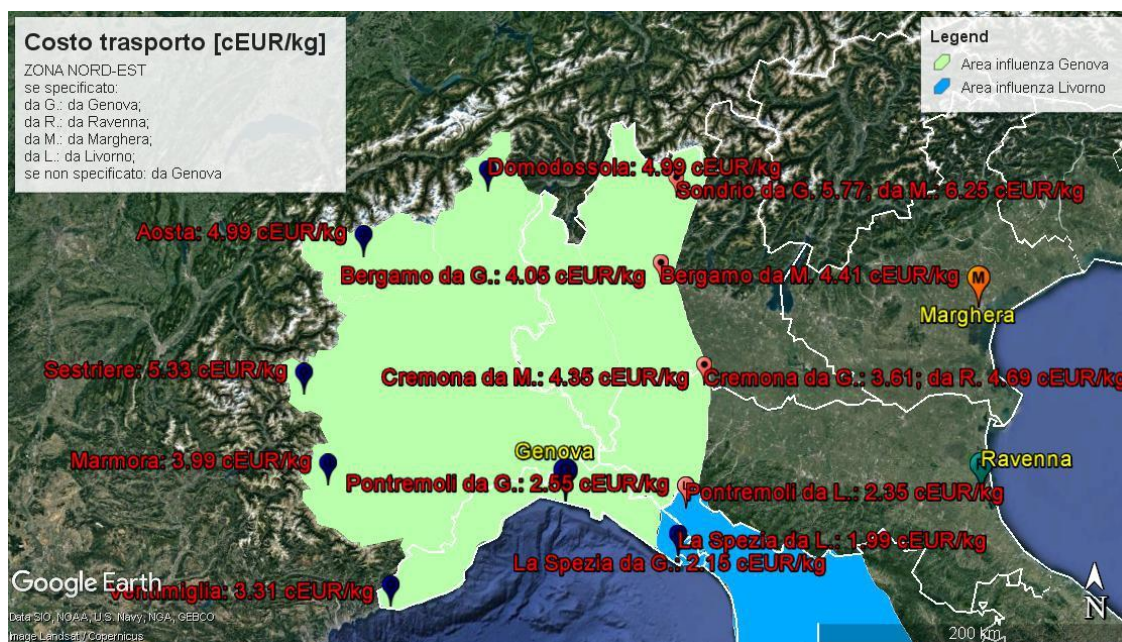 Costo trasporto [cEUR/kg]
ZONA NORD-EST
se specificato:
da G.: da Genova;
da R.: da Ravenna;
da M.: da Marghera;
da L.: da Livorno;
se non specificato: da Genova
Legend
Area influenza Genova
Area influenza Livorno
Domodossola: 4.99 cEUR/kg
Sondrio da G. 5.77; da M.: 6.25 cEUR/kg
Aosta: 4.99 cEUR/kg
Bergamo da G.: 4.05 cEUR/kg
Bergamo da M. 4.41 cEUR/kg
M
Marghera
Sestriere: 5.33 cEUR/kg
Cremona da M.: 4.35 cEUR/kg
Cremona da G.: 3.61; da R. 4.69 cEUR/kg
Genova
Ravenna
Marmora: 3.99 cEUR/kg
Pontremoli da G.: 2.55 cEUR/kg
Pontremoli da L.: 2.35 cEUR/kg
La Spezia da L.: 1.99 cEUR/kg
La Spezia da G.: 2.15 cEUR/kg
Google Earth
Ventimiglia: 3.31 cEUR/kg
N
Data SIO, NOAA, U.S. Navy, NGA, GEBCO
Image Landsat / Copernicus
200 km